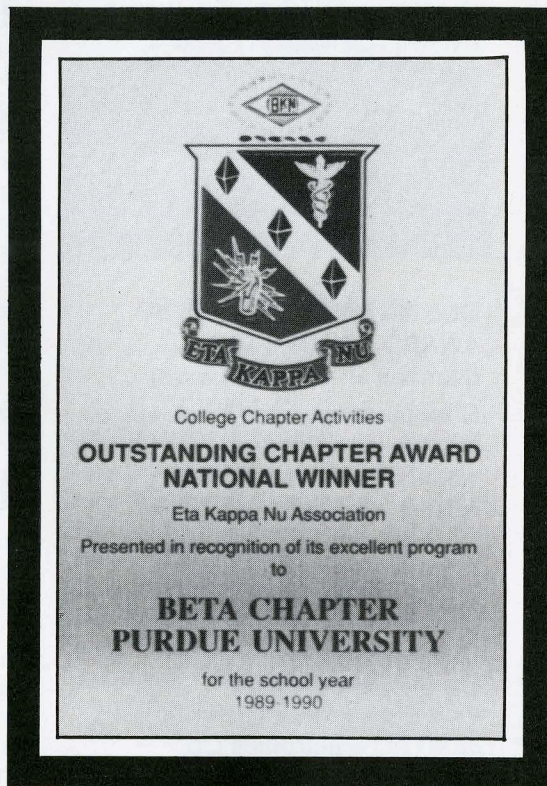 BKN
ETA KAPPA NU
College Chapter Activities
OUTSTANDING CHAPTER AWARD
NATIONAL WINNER
Eta Kappa Nu Association
Presented in recognition of its excellent program
to
BETA CHAPTER
PURDUE UNIVERSITY
for the school year
1989-1990